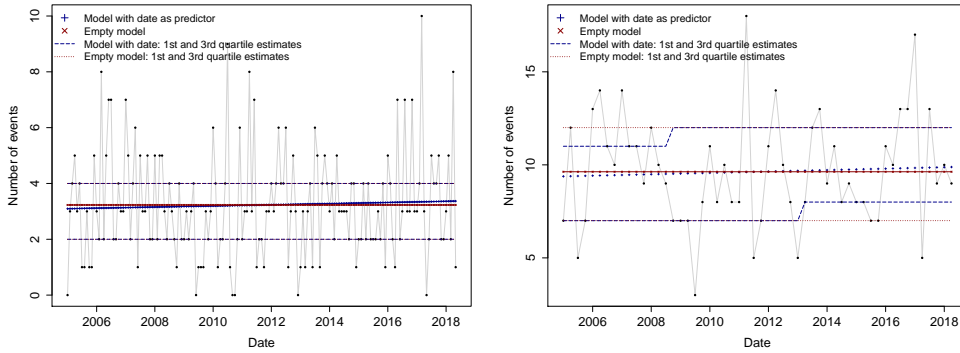 Model with date as predictor
Empty model
Model with date: 1st and 3rd quartile estimates
Empty model: 1st and 3rd quartile estimates
Number of events
0
2
4
6
8
10
2006
2008
2010
2012
2014
2016
2018
Date
Model with date as predictor
Empty model
Model with date: 1st and 3rd quartile estimates
Empty model: 1st and 3rd quartile estimates
Number of events
5
10
15
2006
2008
2010
2012
2014
2016
2018
Date